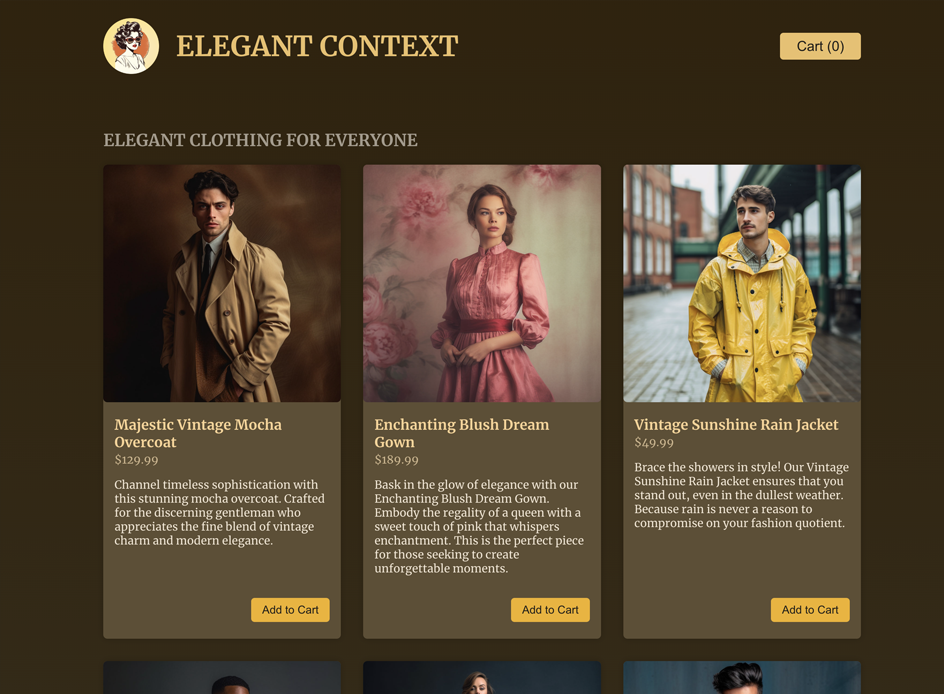 ELEGANT CONTEXT
Cart (0)
ELEGANT CLOTHING FOR EVERYONE
Majestic Vintage Mocha
Overcoat
$129.99
Channel timeless sophistication with
this stunning mocha overcoat. Crafted
for the discerning gentleman who
appreciates the fine blend of vintage
charm and modern elegance.
Add to Cart
Enchanting Blush Dream
Gown
$189.99
Bask in the glow of elegance with our
Enchanting Blush Dream Gown.
Embody the regality of a queen with a
sweet touch of pink that whispers
enchantment. This is the perfect piece
for those seeking to create
unforgettable moments.
Add to Cart
Vintage Sunshine Rain Jacket
$49.99
Brace the showers in style! Our Vintage
Sunshine Rain Jacket ensures that you
stand out, even in the dullest weather.
Because rain is never a reason to
compromise on your fashion quotient.
Add to Cart